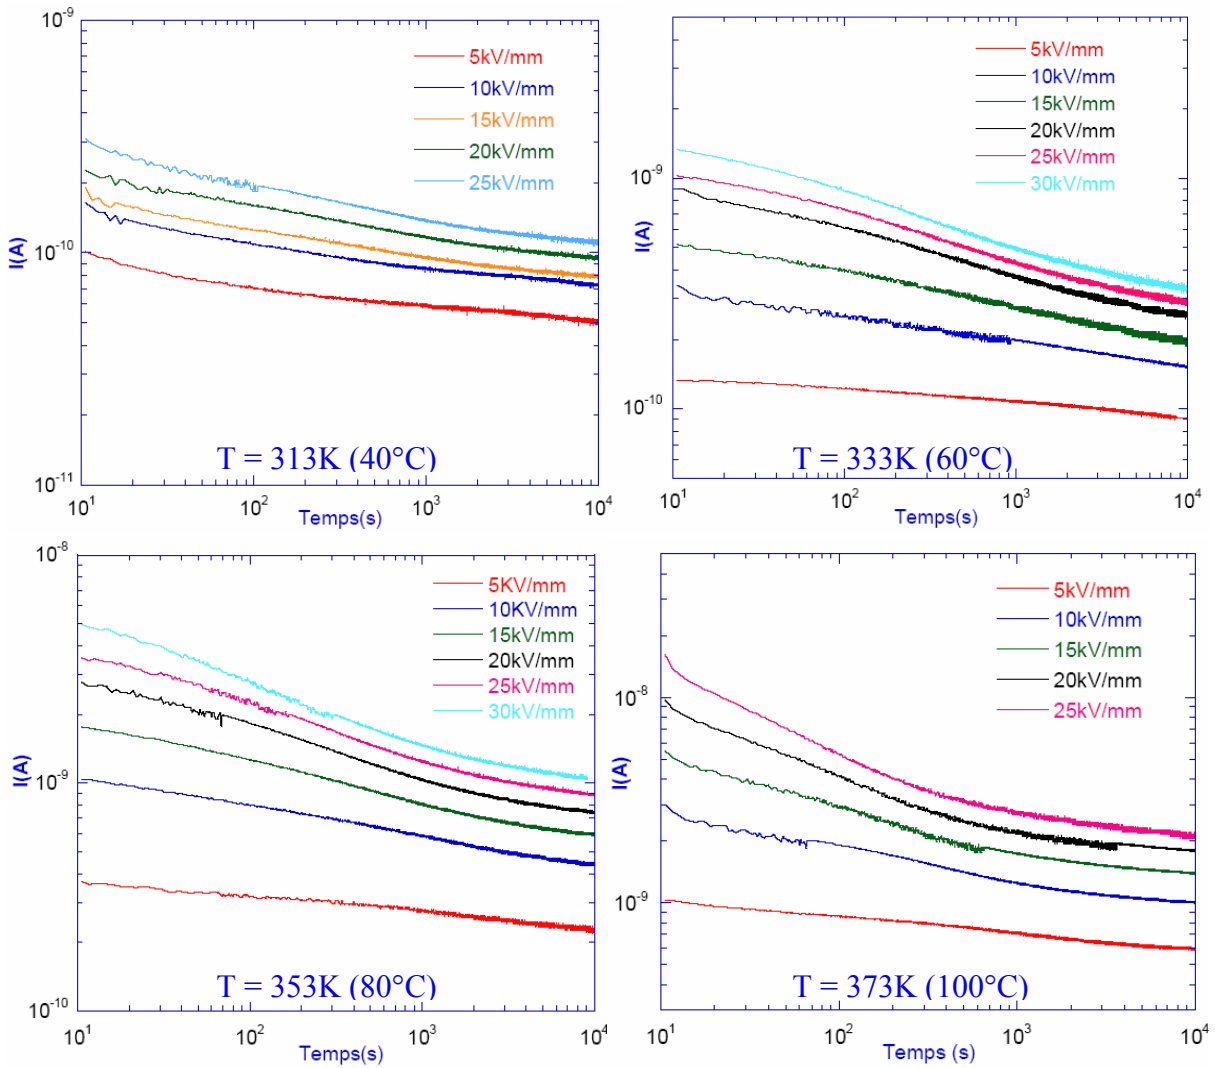 10⁻⁹
5kV/mm
10kV/mm
15kV/mm
20kV/mm
25kV/mm
I(A)
10⁻¹⁰
10⁻¹¹
T = 313K (40°C)
10¹ 10² 10³ 10⁴
Temps(s)
5kV/mm
10kV/mm
15kV/mm
20kV/mm
25kV/mm
30kV/mm
10⁻⁹
I(A)
10⁻¹⁰
T = 333K (60°C)
10¹ 10² 10³ 10⁴
Temps(s)
10⁻⁸
5KV/mm
10KV/mm
15kV/mm
20kV/mm
25kV/mm
30kV/mm
I(A)
10⁻⁹
10⁻¹⁰
T = 353K (80°C)
10¹ 10² 10³ 10⁴
Temps(s)
5kV/mm
10kV/mm
15kV/mm
20kV/mm
25kV/mm
10⁻⁸
I(A)
10⁻⁹
T = 373K (100°C)
10¹ 10² 10³ 10⁴
Temps (s)